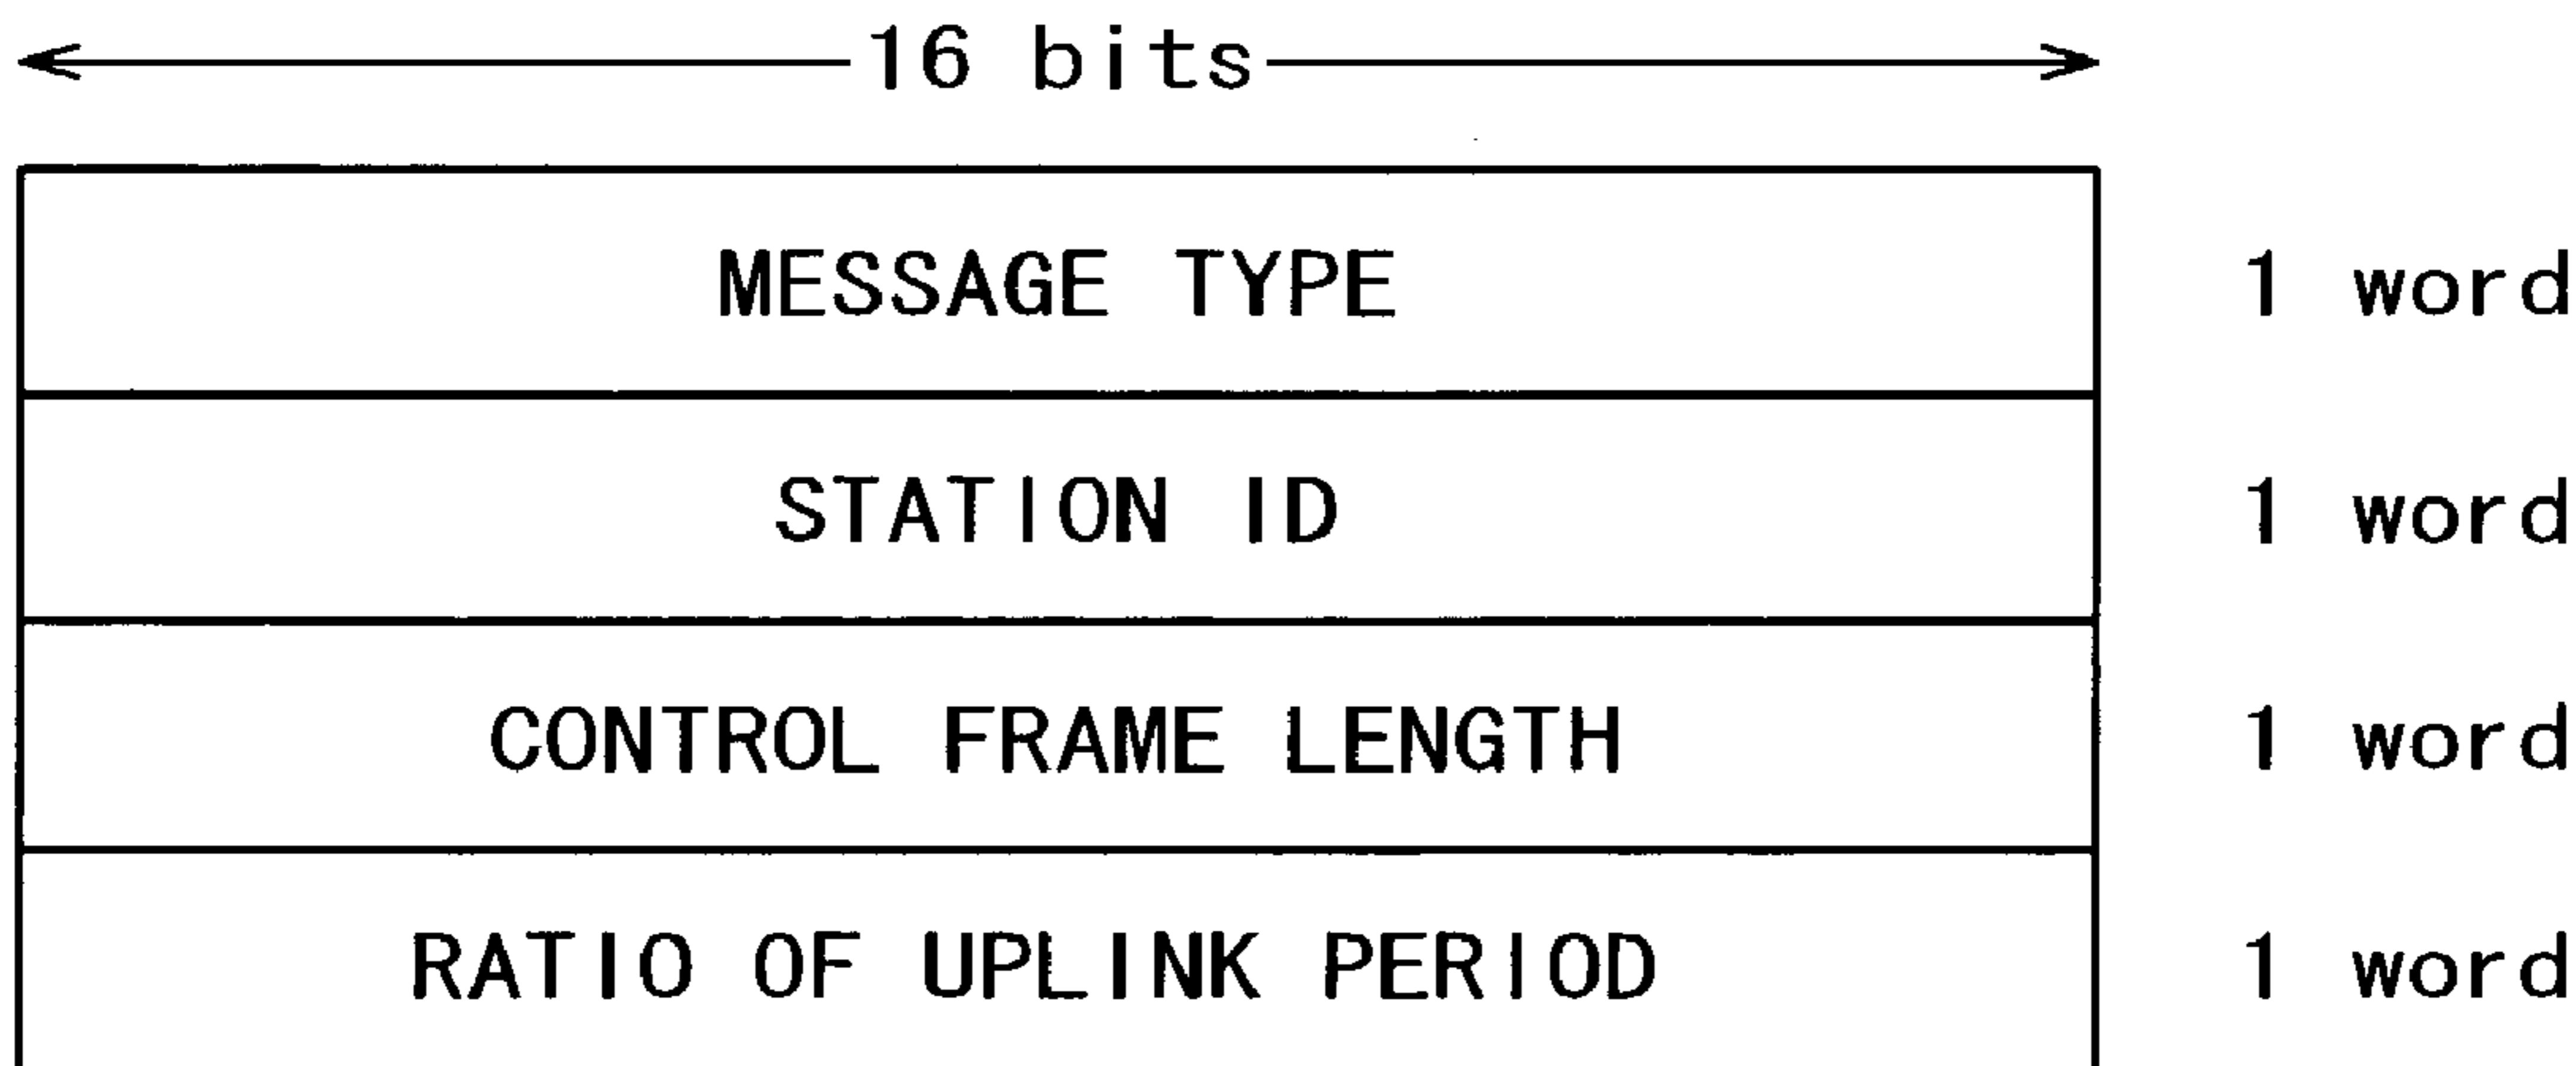 16 bits
MESSAGE TYPE 1 word
STATION ID 1 word
CONTROL FRAME LENGTH 1 word
RATIO OF UPLINK PERIOD 1 word